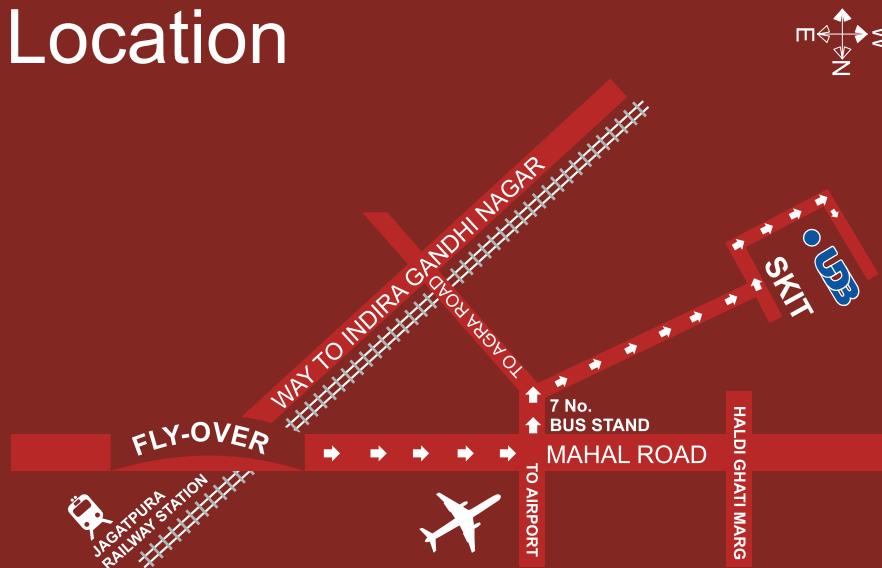 Location
E
W
N
WAY TO INDIRA GANDHI NAGAR
TO AGRA ROAD
SKIT
UDB
7 No.
BUS STAND
FLY-OVER
MAHAL ROAD
HALDI GHATI MARG
TO AIRPORT
JAGATPURA
RAILWAY STATION